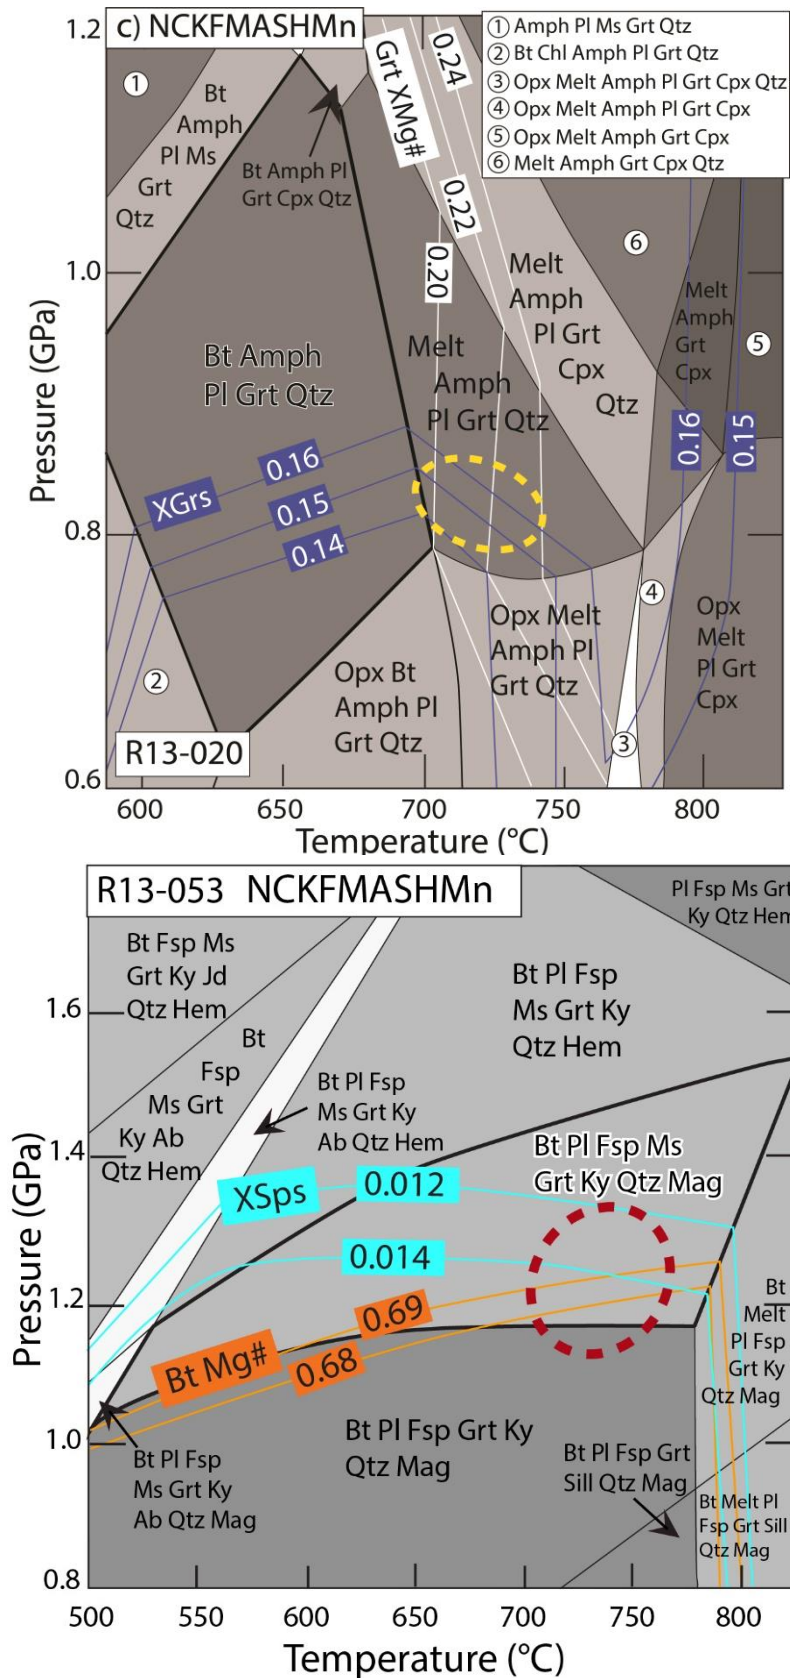 c) NCKFMASHMn
① Amph Pl Ms Grt Qtz
② Bt Chl Amph Pl Grt Qtz
③ Opx Melt Amph Pl Grt Cpx Qtz
④ Opx Melt Amph Pl Grt Cpx
⑤ Opx Melt Amph Grt Cpx
⑥ Melt Amph Grt Cpx Qtz
1.2
1.0
0.8
0.6
Pressure (GPa)
①
Bt
Amph
Pl Ms
Grt
Qtz
Bt Amph Pl
Grt Cpx Qtz
Grt XMg#
0.24
0.22
0.20
⑥
Melt
Amph
Pl Grt
Cpx
Qtz
Melt
Amph
Grt
Cpx
⑤
Bt Amph
Pl Grt Qtz
Melt
Amph
Pl Grt Qtz
XGrs
0.16
0.15
0.14
0.16
0.15
②
Opx Bt
Amph Pl
Grt Qtz
Opx Melt
Amph Pl
Grt Qtz
④
Opx
Melt
Pl Grt
Cpx
③
R13-020
600
650
700
750
800
Temperature (°C)
R13-053 NCKFMASHMn
Pl Fsp Ms Grt
Ky Qtz Hem
Bt Fsp Ms
Grt Ky Jd
Qtz Hem
Bt Pl Fsp
Ms Grt Ky
Qtz Hem
1.6
1.4
1.2
1.0
0.8
Pressure (GPa)
Bt
Fsp
Ms Grt
Ky Ab
Qtz Hem
Bt Pl Fsp
Ms Grt Ky
Ab Qtz Hem
Bt Pl Fsp Ms
Grt Ky Qtz Mag
XSps
0.012
0.014
Bt Mg#
0.69
0.68
Bt
Melt
Pl Fsp
Grt Ky
Qtz Mag
Bt Pl Fsp Grt Ky
Qtz Mag
Bt Pl Fsp
Ms Grt Ky
Ab Qtz Mag
Bt Pl Fsp Grt
Sill Qtz Mag
Bt Melt Pl
Fsp Grt Sill
Qtz Mag
500
550
600
650
700
750
800
Temperature (°C)